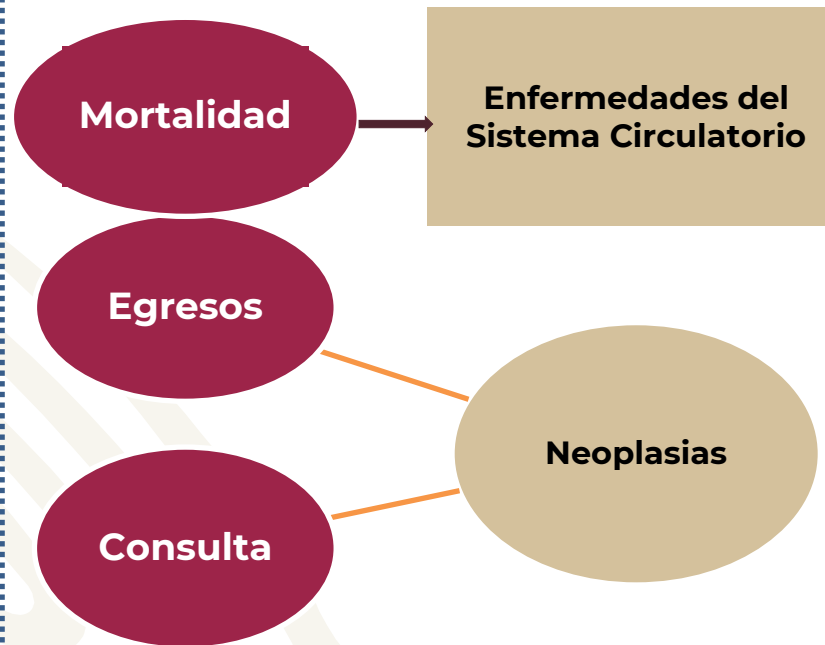 Mortalidad
Enfermedades del
Sistema Circulatorio
Egresos
Neoplasias
Consulta